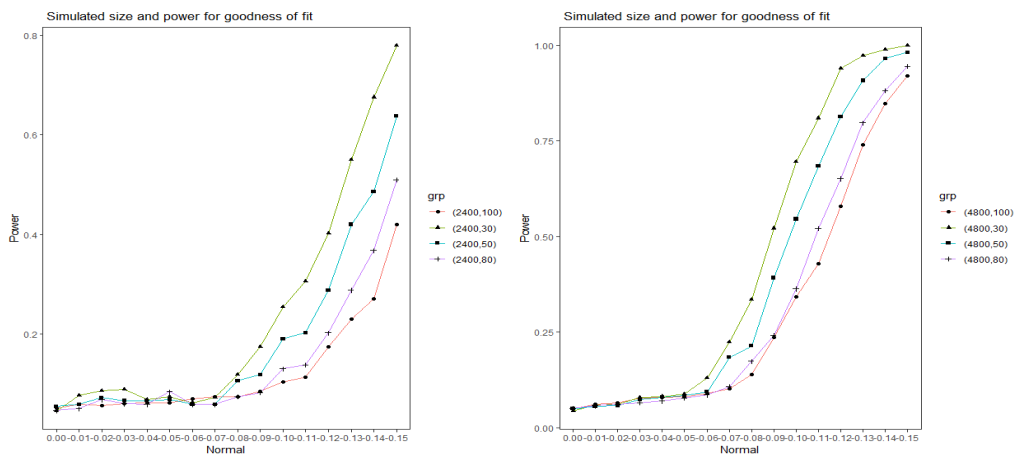 Simulated size and power for goodness of fit
0.8
0.6
0.4
0.2
Power
0.00 -0.01 -0.02 -0.03 -0.04 -0.05 -0.06 -0.07 -0.08 -0.09 -0.10 -0.11 -0.12 -0.13 -0.14 -0.15
Normal
grp
(2400,100)
(2400,30)
(2400,50)
(2400,80)
Simulated size and power for goodness of fit
1.00
0.75
0.50
0.25
0.00
Power
0.00 -0.01 -0.02 -0.03 -0.04 -0.05 -0.06 -0.07 -0.08 -0.09 -0.10 -0.11 -0.12 -0.13 -0.14 -0.15
Normal
grp
(4800,100)
(4800,30)
(4800,50)
(4800,80)